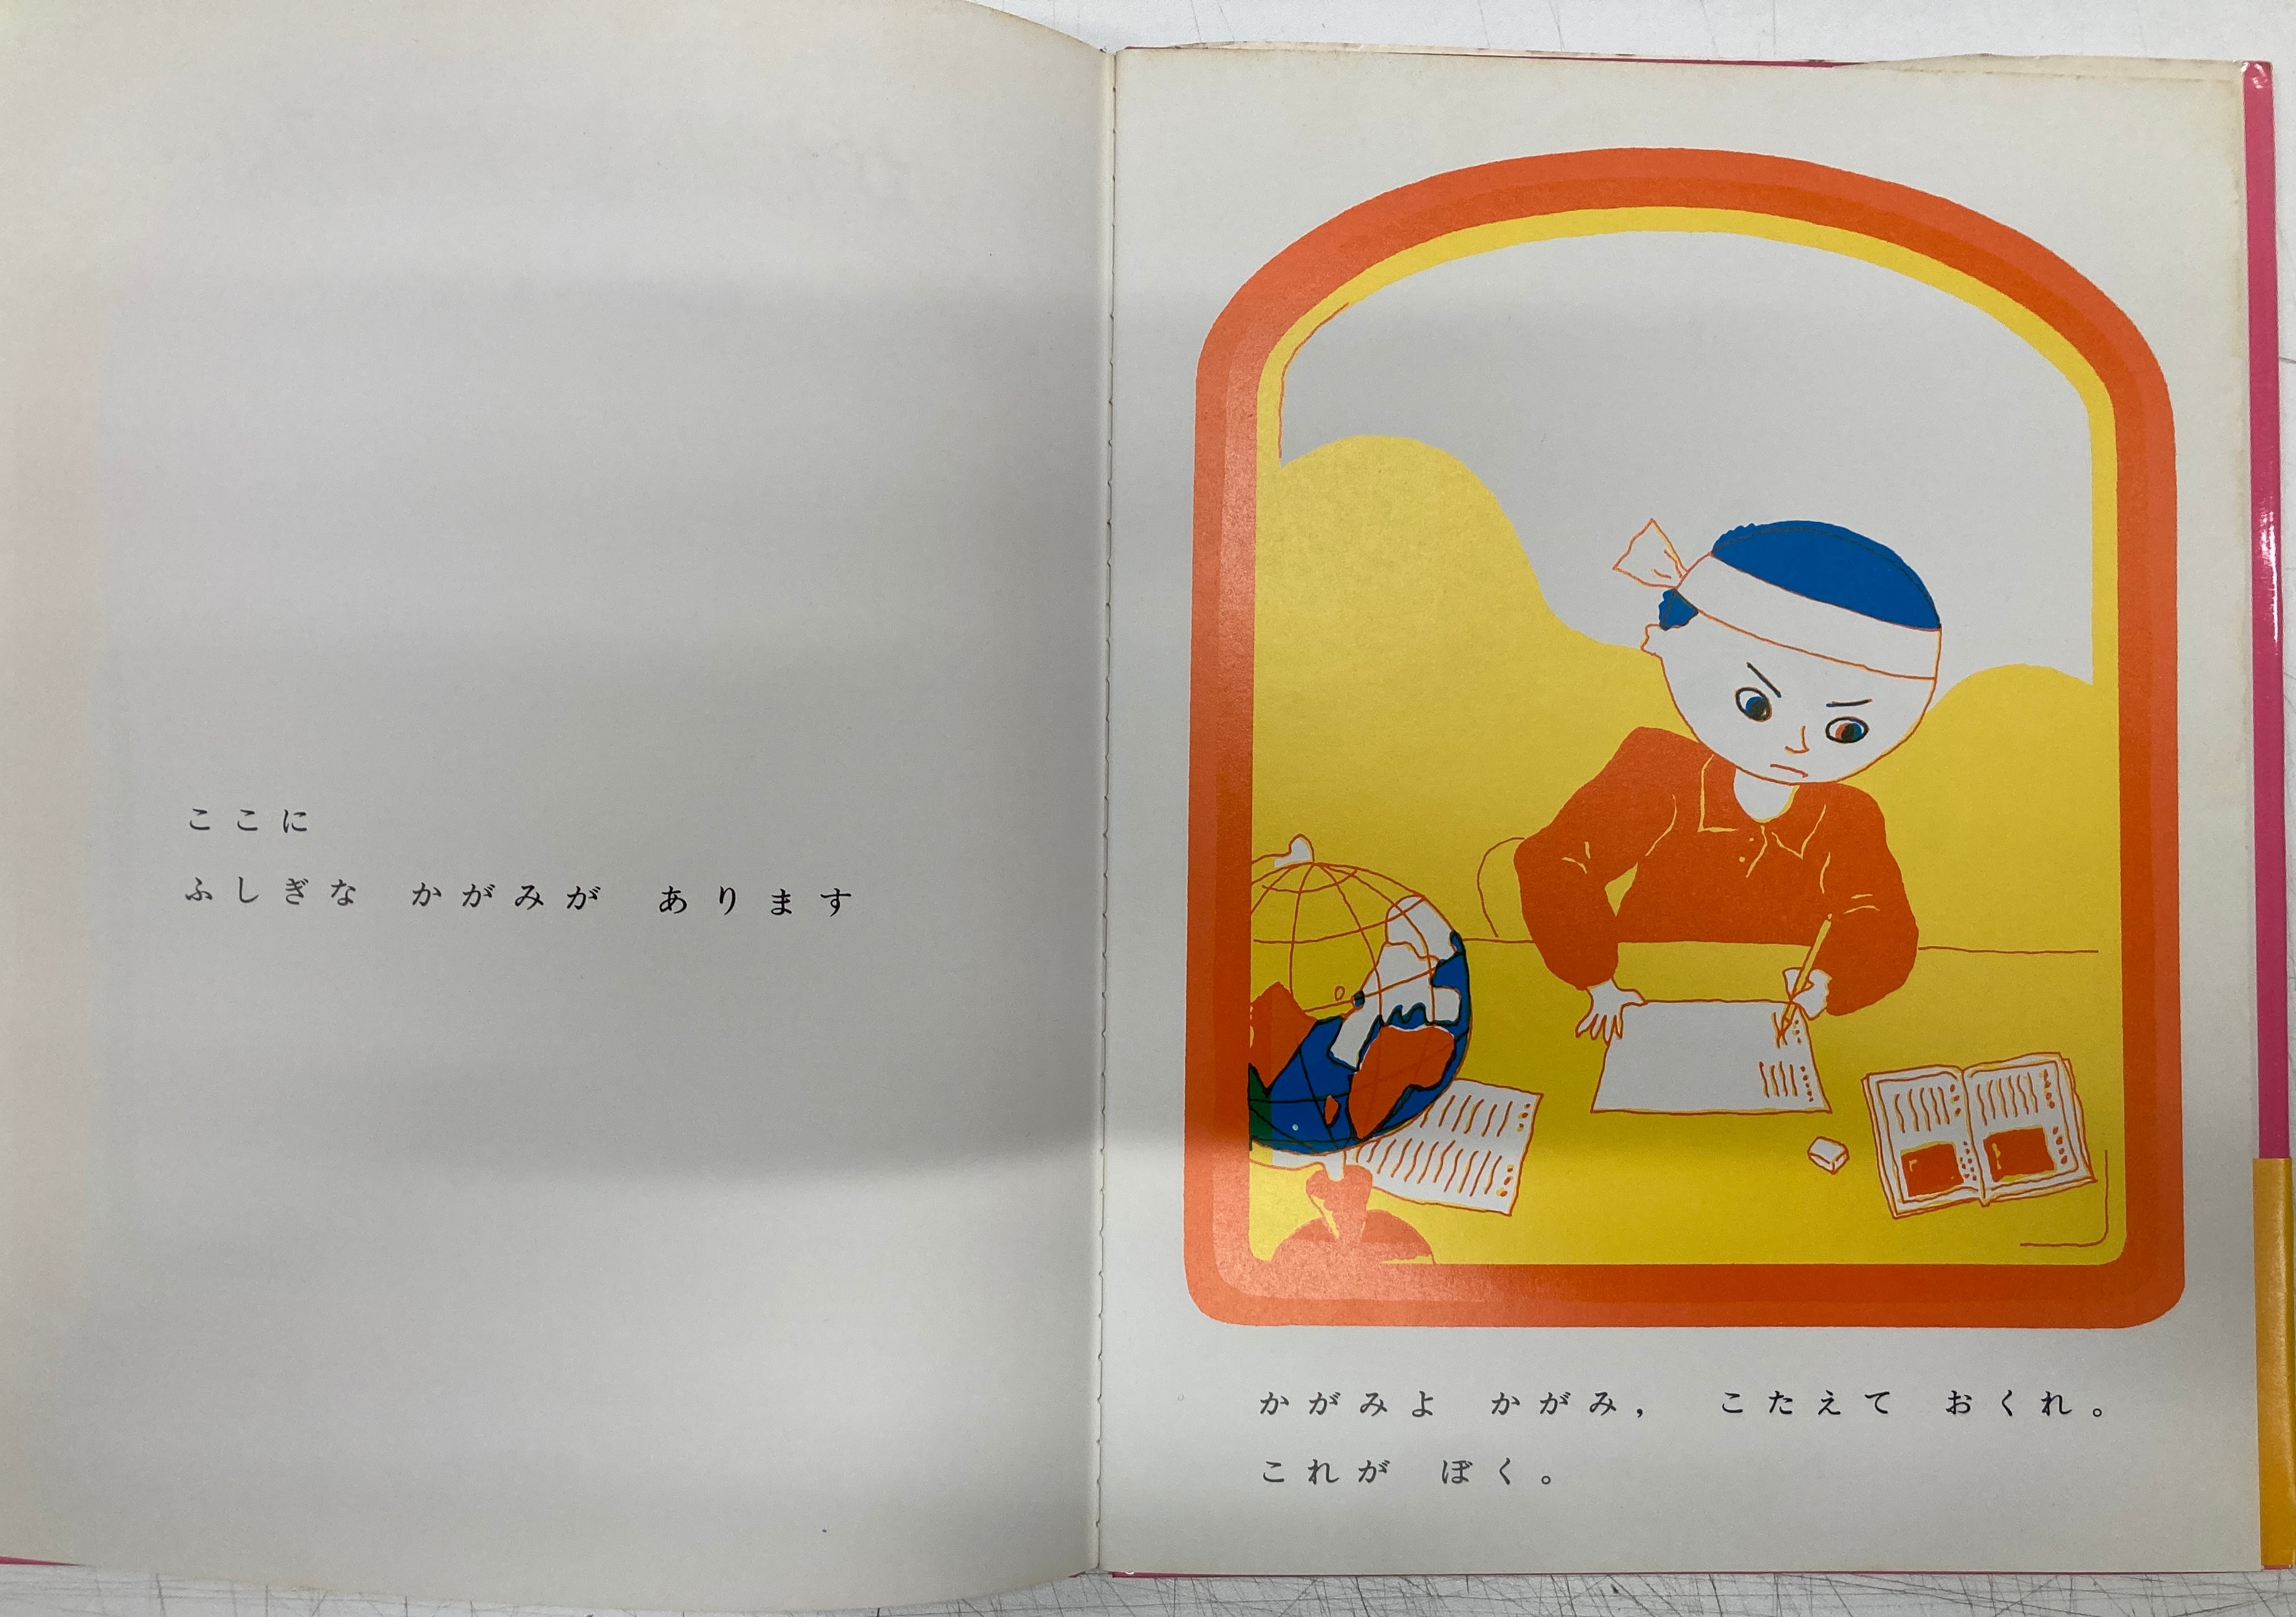 ここに
ふしぎな かがみが あります
かがみよ かがみ， こたえて おくれ。
これが ぼく。